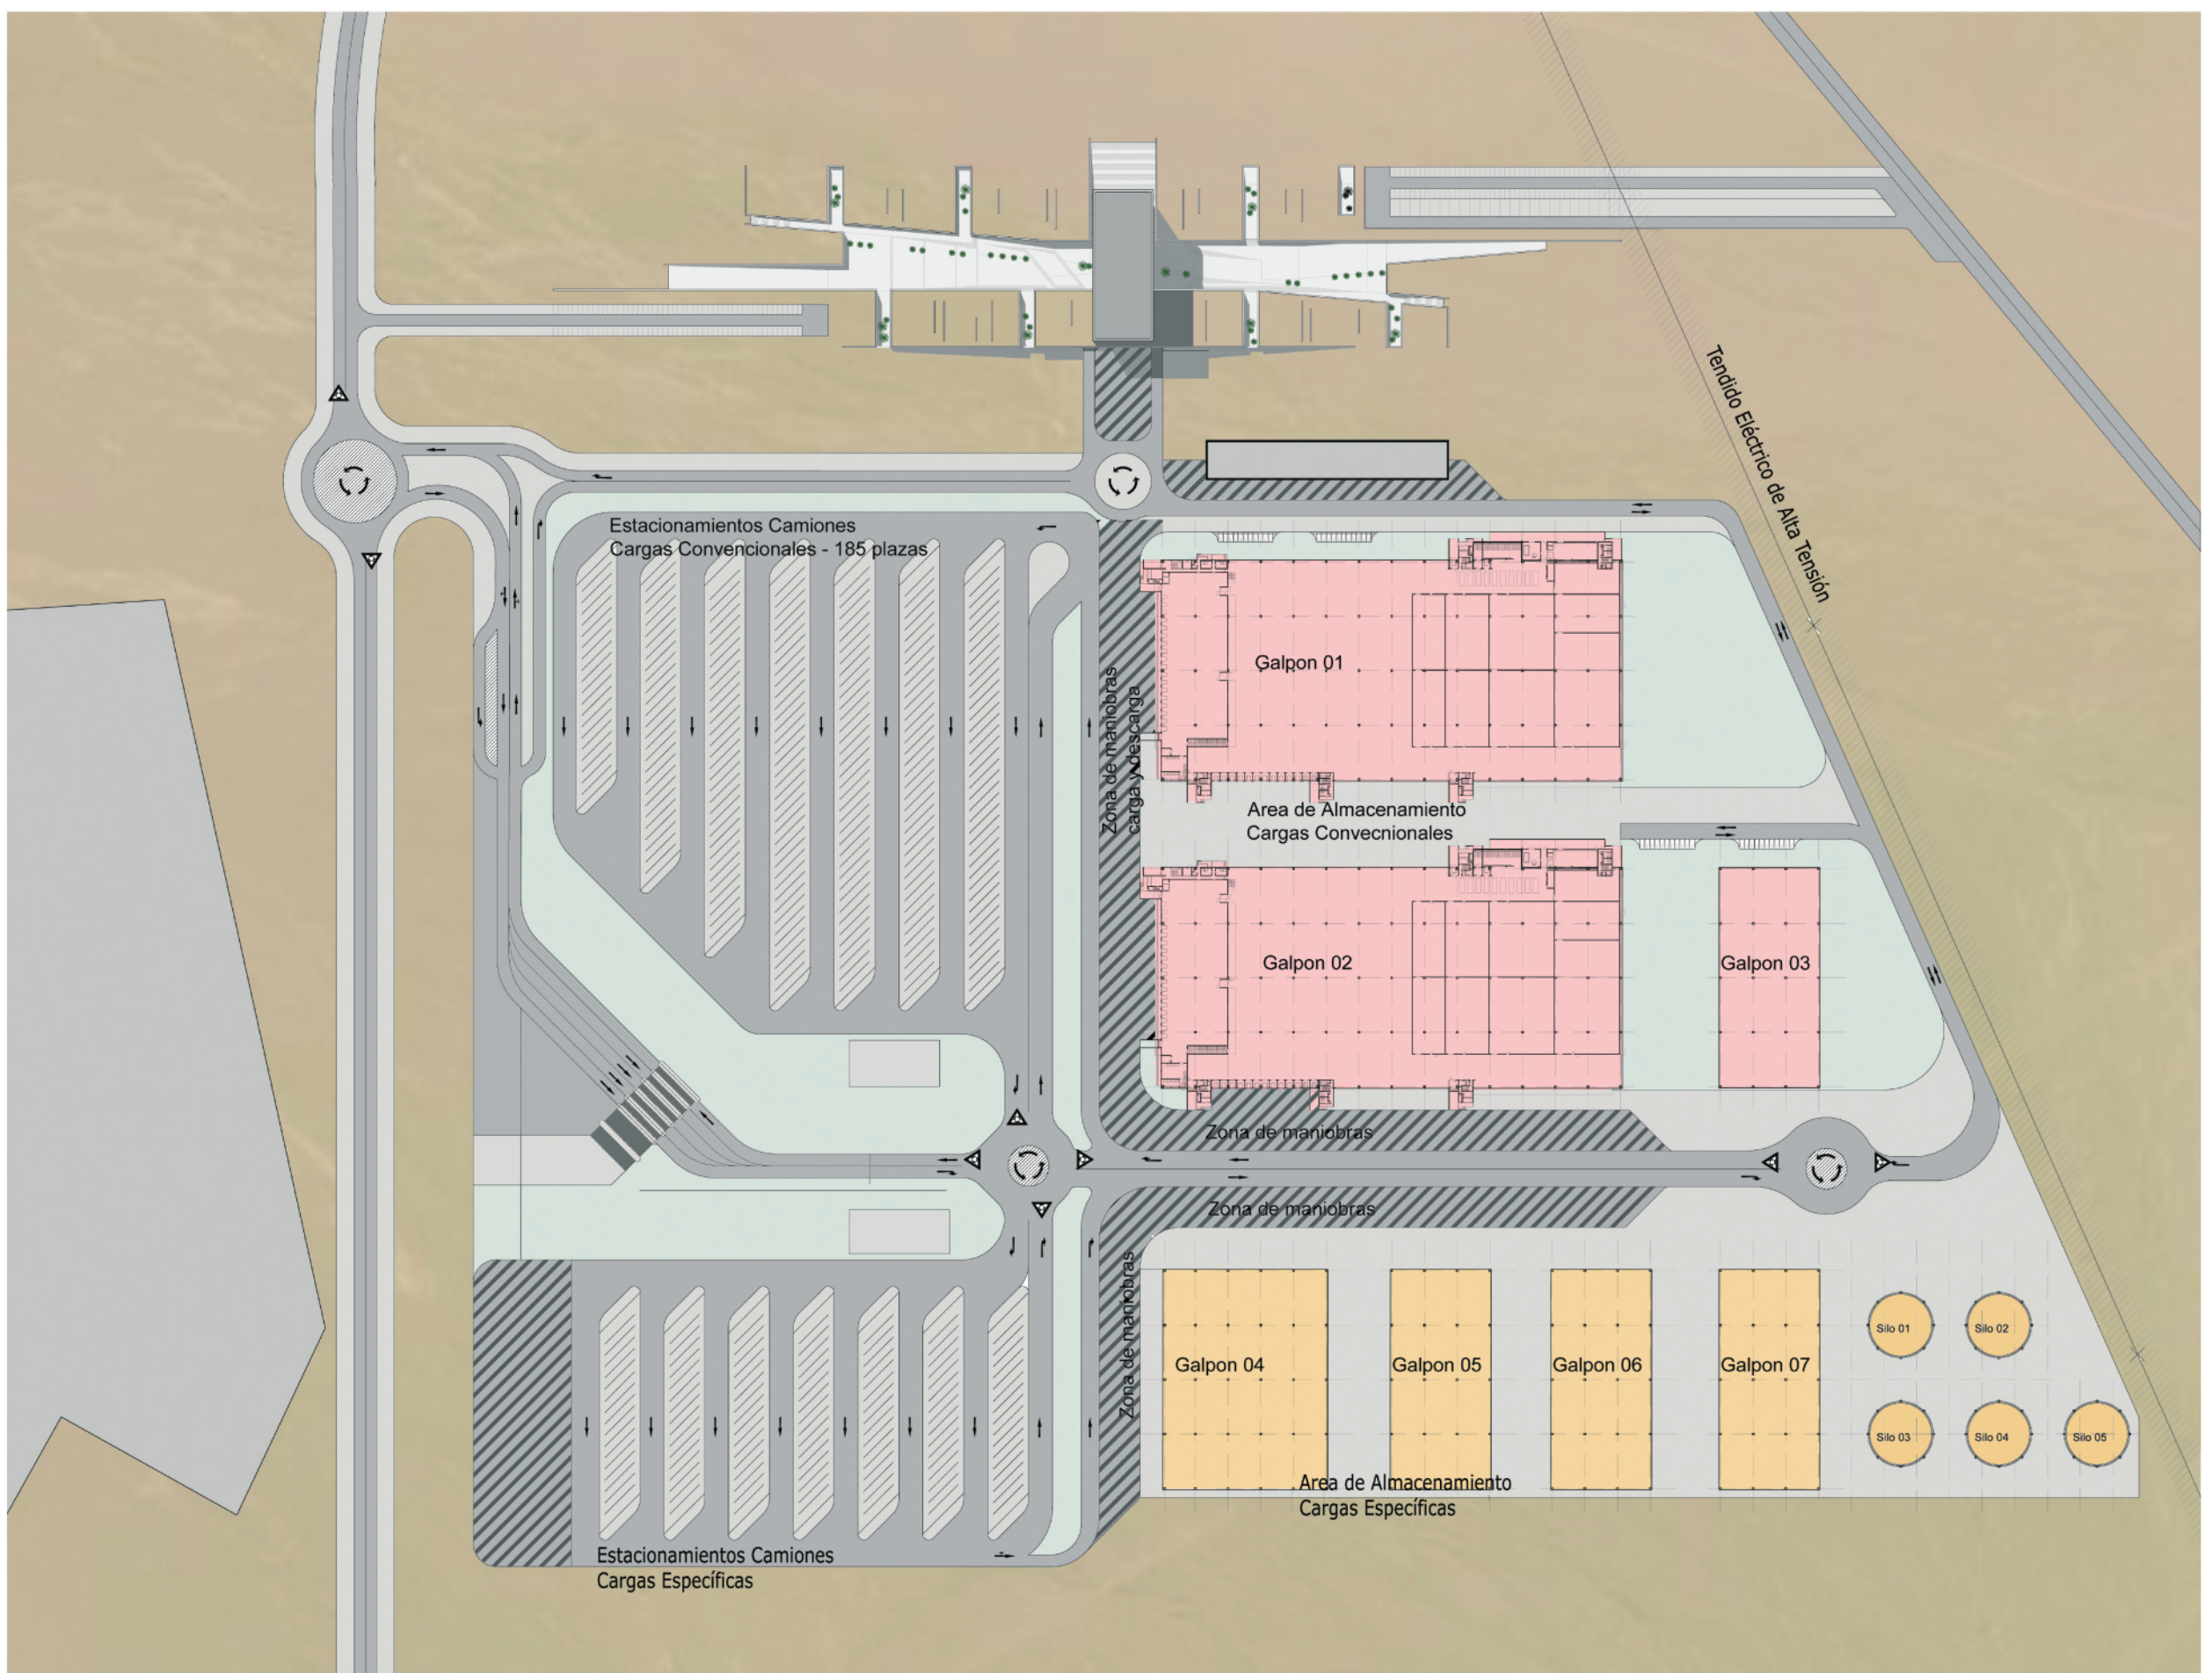 Tendido Eléctrico de Alta Tensión
Estacionamientos Camiones
Cargas Convencionales - 185 plazas
Galpon 01
Zona de maniobras
carga y descarga
Area de Almacenamiento
Cargas Convecnionales
Galpon 02
Galpon 03
Zona de maniobras
Zona de maniobras
Zona de maniobras
Galpon 04
Galpon 05
Galpon 06
Galpon 07
Silo 01
Silo 02
Silo 03
Silo 04
Silo 05
Area de Almacenamiento
Cargas Específicas
Estacionamientos Camiones
Cargas Específicas